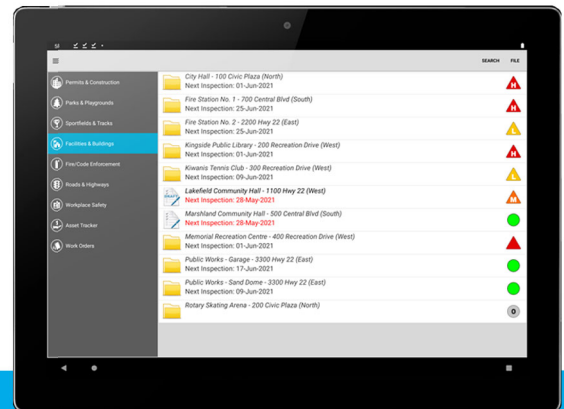 SEARCH FILE
Permits & Construction
Parks & Playgrounds
Sportfields & Tracks
Facilities & Buildings
Fire/Code Enforcement
Roads & Highways
Workplace Safety
Asset Tracker
Work Orders
City Hall - 100 Civic Plaza (North)
Next Inspection: 01-Jun-2021
H
Fire Station No. 1 - 700 Central Blvd (South)
Next Inspection: 25-Jun-2021
H
Fire Station No. 2 - 2200 Hwy 22 (East)
Next Inspection: 25-Jun-2021
L
Kingside Public Library - 200 Recreation Drive (West)
Next Inspection: 01-Jun-2021
H
Kiwanis Tennis Club - 300 Recreation Drive (West)
Next Inspection: 09-Jun-2021
L
Lakefield Community Hall - 1100 Hwy 22 (West)
Next Inspection: 28-May-2021
M
Marshland Community Hall - 500 Central Blvd (South)
Next Inspection: 28-May-2021
Memorial Recreation Centre - 400 Recreation Drive (West)
Next Inspection: 01-Jun-2021
Public Works - Garage - 3300 Hwy 22 (East)
Next Inspection: 17-Jun-2021
Public Works - Sand Dome - 3300 Hwy 22 (East)
Next Inspection: 09-Jun-2021
Rotary Skating Arena - 200 Civic Plaza (North)
0